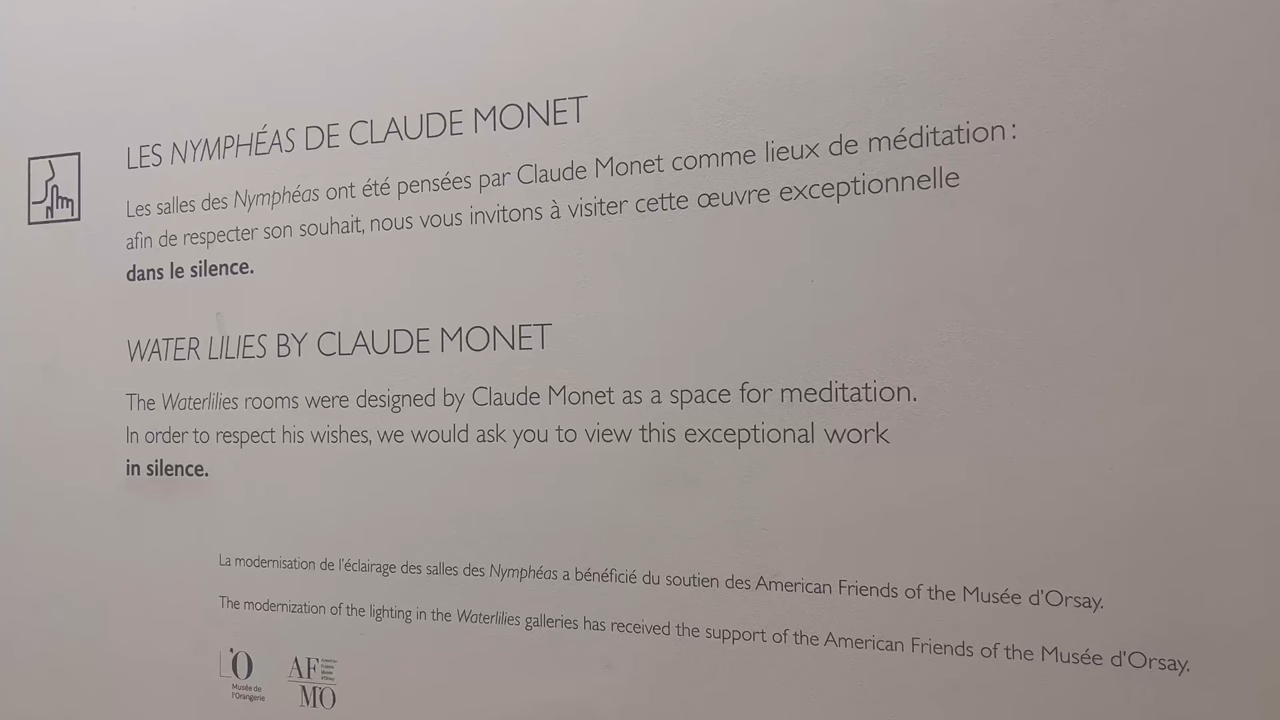 LES NYMPHÉAS DE CLAUDE MONET
Les salles des Nymphéas ont été pensées par Claude Monet comme lieux de méditation :
afin de respecter son souhait, nous vous invitons à visiter cette œuvre exceptionnelle
dans le silence.
WATER LILIES BY CLAUDE MONET
The Waterlilies rooms were designed by Claude Monet as a space for meditation.
In order to respect his wishes, we would ask you to view this exceptional work
in silence.
La modernisation de l'éclairage des salles des Nymphéas a bénéficié du soutien des American Friends of the Musée d'Orsay.
The modernization of the lighting in the Waterlilies galleries has received the support of the American Friends of the Musée d'Orsay.
L'O
Musée de
l'Orangerie
AF
MO